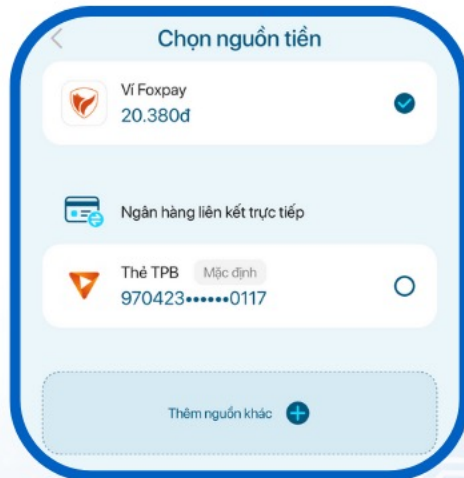 Chọn nguồn tiền
Ví Foxpay
20.380đ
Ngân hàng liên kết trực tiếp
Thẻ TPB Mặc định
970423••••••0117
Thêm nguồn khác